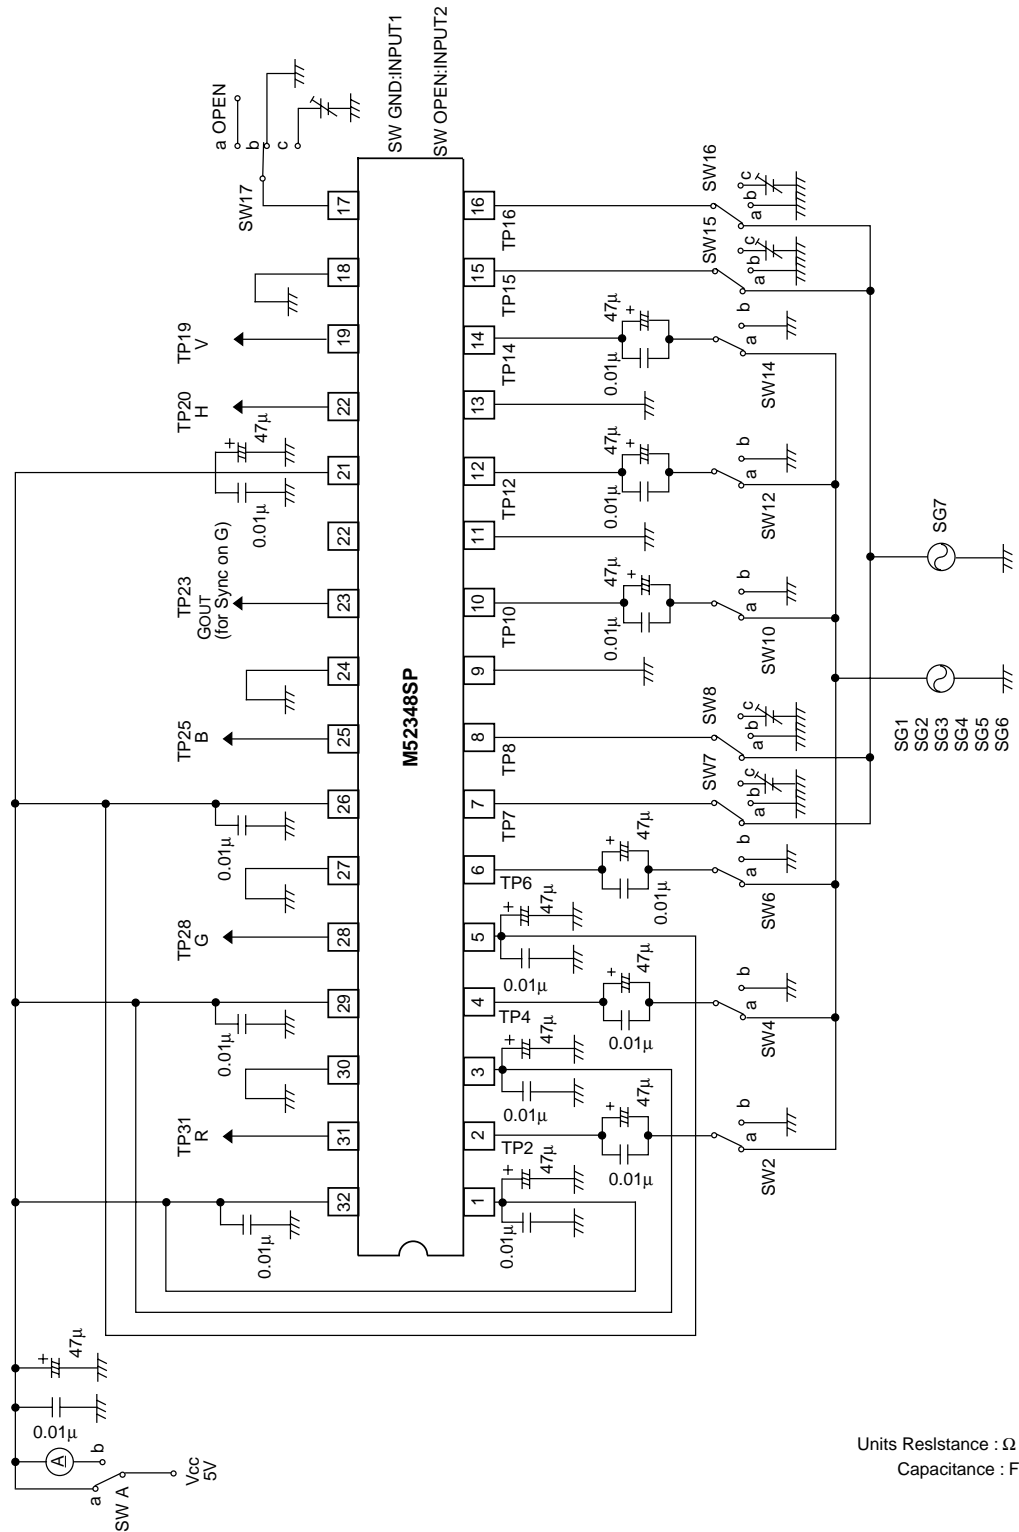 SW GND:INPUT1
SW OPEN:INPUT2
a OPEN
b
c
SW17
TP19
V
TP20
H
47μ
+
0.01μ
TP23
GOUT
(for Sync on G)
TP25
B
0.01μ
TP28
G
0.01μ
TP31
R
0.01μ
17
18
19
22
21
22
23
24
25
26
27
28
29
30
31
32
M52348SP
16
15
14
13
12
11
10
9
8
7
6
5
4
3
2
1
TP16
TP15
TP14
TP12
TP10
TP8
TP7
TP6
TP4
TP2
47μ
+
0.01μ
47μ
+
0.01μ
47μ
+
0.01μ
47μ
+
0.01μ
47μ
+
0.01μ
47μ
+
0.01μ
47μ
+
0.01μ
47μ
+
0.01μ
47μ
+
0.01μ
SW16
a
b
c
SW15
a
b
c
SW14
a
b
SW12
a
b
SW10
a
b
SW8
a
b
c
SW7
a
b
c
SW6
a
b
SW4
a
b
SW2
a
b
SG7
SG1
SG2
SG3
SG4
SG5
SG6
47μ
+
0.01μ
A
a
b
SW A
Vcc
5V
Units ResIstance : Ω
Capacitance : F